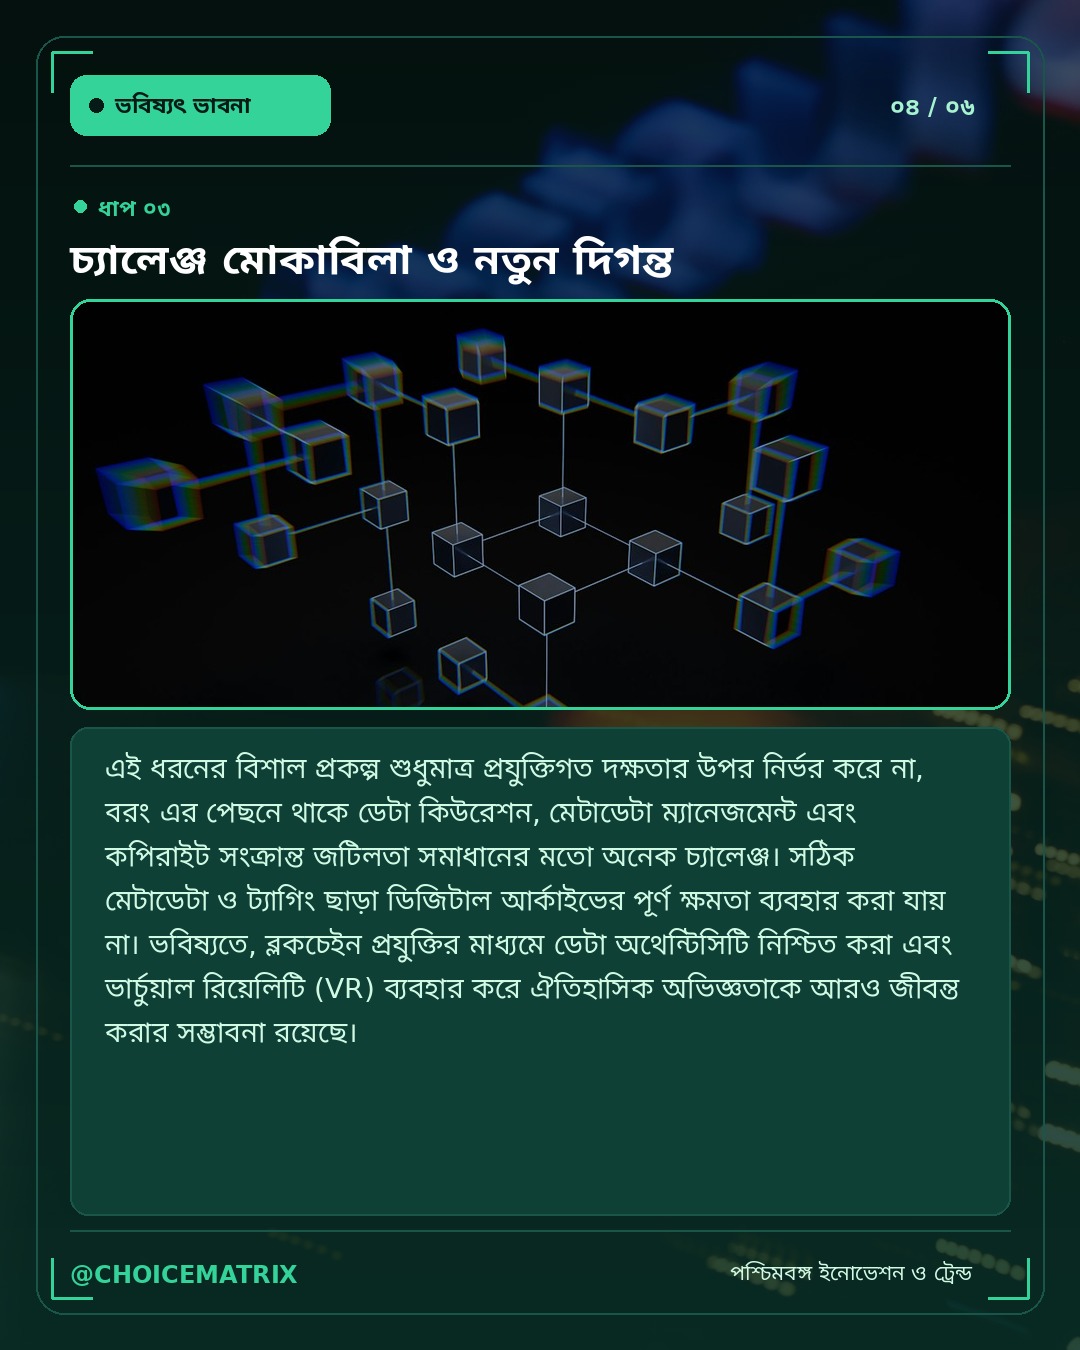 ভবিষ্যৎ ভাবনা
০৪ / ০৬
ধাপ ০৩
চ্যালেঞ্জ মোকাবিলা ও নতুন দিগন্ত
এই ধরনের বিশাল প্রকল্প শুধুমাত্র প্রযুক্তিগত দক্ষতার উপর নির্ভর করে না,
বরং এর পেছনে থাকে ডেটা কিউরেশন, মেটাডেটা ম্যানেজমেন্ট এবং
কপিরাইট সংক্রান্ত জটিলতা সমাধানের মতো অনেক চ্যালেঞ্জ। সঠিক
মেটাডেটা ও ট্যাগিং ছাড়া ডিজিটাল আর্কাইভের পূর্ণ ক্ষমতা ব্যবহার করা যায়
না। ভবিষ্যতে, ব্লকচেইন প্রযুক্তির মাধ্যমে ডেটা অথেন্টিসিটি নিশ্চিত করা এবং
ভার্চুয়াল রিয়েলিটি (VR) ব্যবহার করে ঐতিহাসিক অভিজ্ঞতাকে আরও জীবন্ত
করার সম্ভাবনা রয়েছে।
@CHOICEMATRIX
পশ্চিমবঙ্গ ইনোভেশন ও ট্রেন্ড